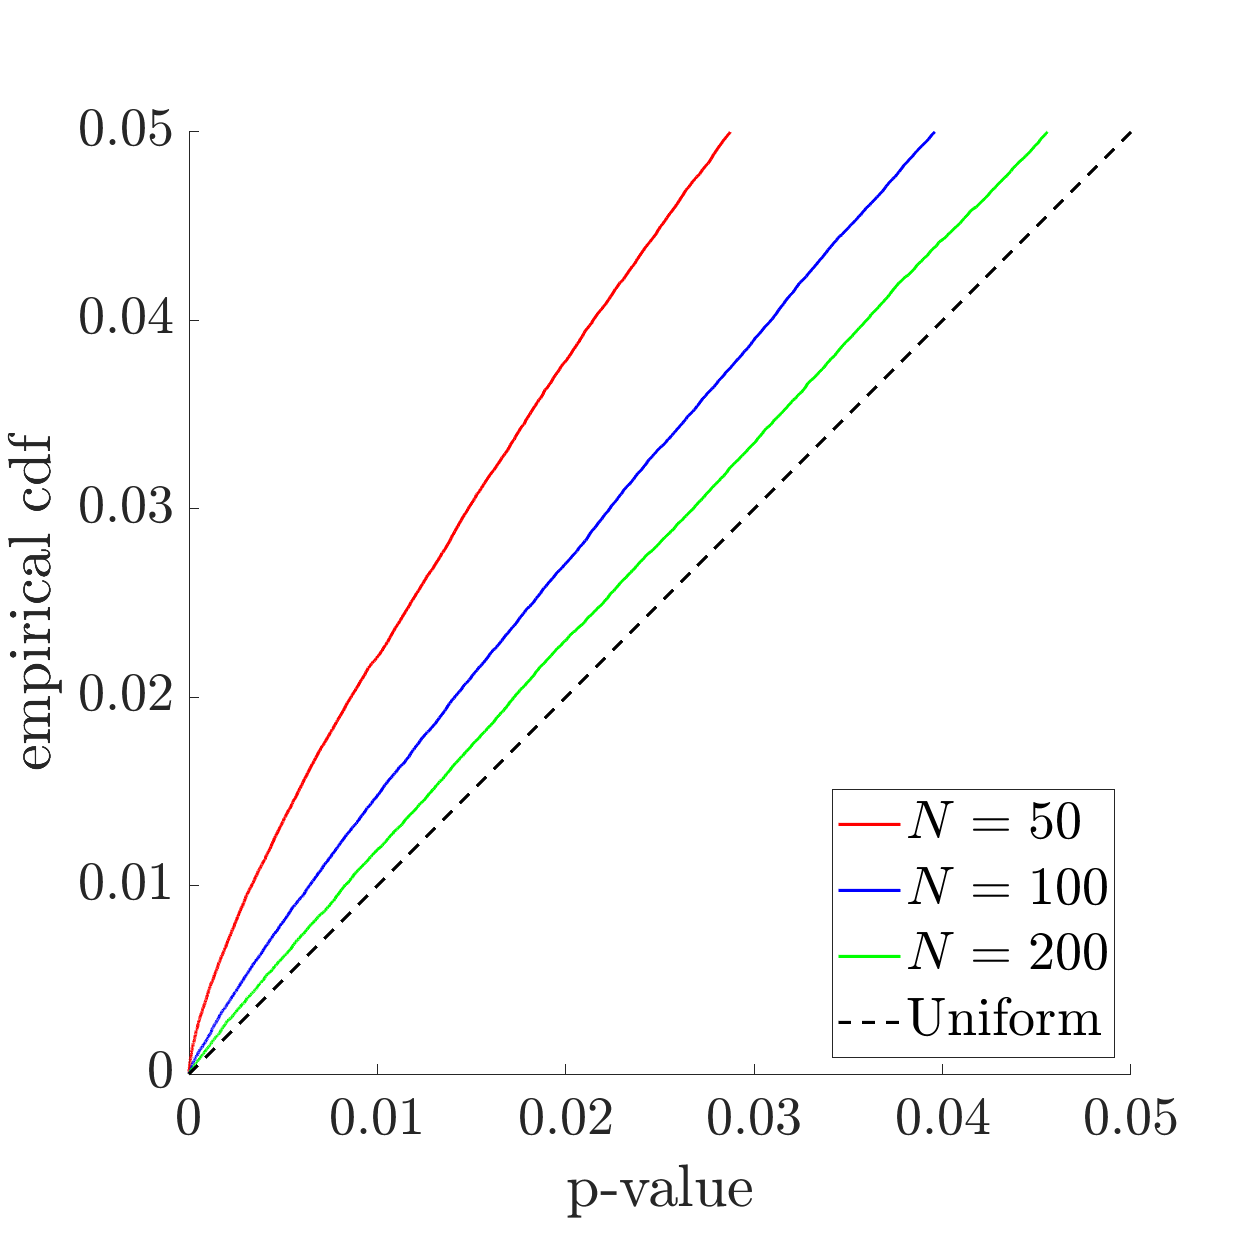 0.05
0.04
0.03
0.02
0.01
0
empirical cdf
N = 50
N = 100
N = 200
Uniform
0 0.01 0.02 0.03 0.04 0.05
p-value